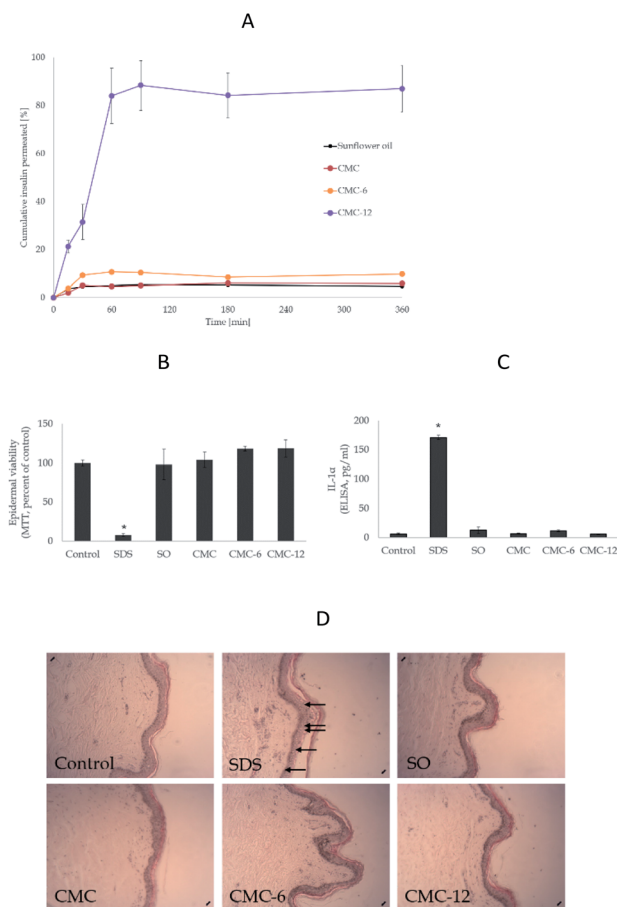 A
100
80
60
40
20
0
Cumulative insulin permeated [%]
Sunflower oil
CMC
CMC-6
CMC-12
0 60 120 180 240 300 360
Time [min]
B
150
100
50
0
Epidermal viability
(MTT, percent of control)
*
Control SDS SO CMC CMC-6 CMC-12
C
200
150
100
50
0
IL-1α
(ELISA, pg/ml)
*
Control SDS SO CMC CMC-6 CMC-12
D
Control SDS SO
CMC CMC-6 CMC-12